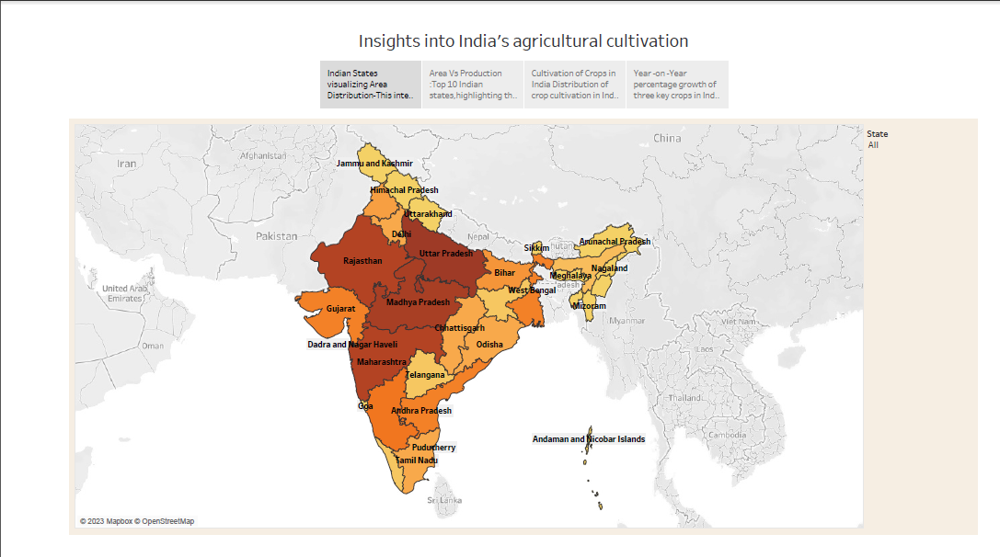 Insights into India's agricultural cultivation
Indian States
visualizing Area
Distribution-This inte..
Area Vs Production
:Top 10 Indian
states,highlighting th..
Cultivation of Crops in
India Distribution of
crop cultivation in Ind..
Year -on -Year
percentage growth of
three key crops in Ind..
State
All
China
Iran
Afghanistan
Jammu and Kashmir
Himachal Pradesh
Uttarakhand
Pakistan
Delhi
Nepal
Arunachal Pradesh
Sikkim
Uttar Pradesh
Rajasthan
Nagaland
Bihar
Meghalaya
United Arab
Emirates
West Bengal
Madhya Pradesh
Mizoram
Gujarat
Myanmar
Vietnam
Chhattisgarh
Oman
Dadra and Nagar Haveli
Odisha
Laos
Maharashtra
Telangana
Thailand
Goa
Andhra Pradesh
Cambodia
Andaman and Nicobar Islands
Puducherry
Tamil Nadu
Sri Lanka
© 2023 Mapbox © OpenStreetMap